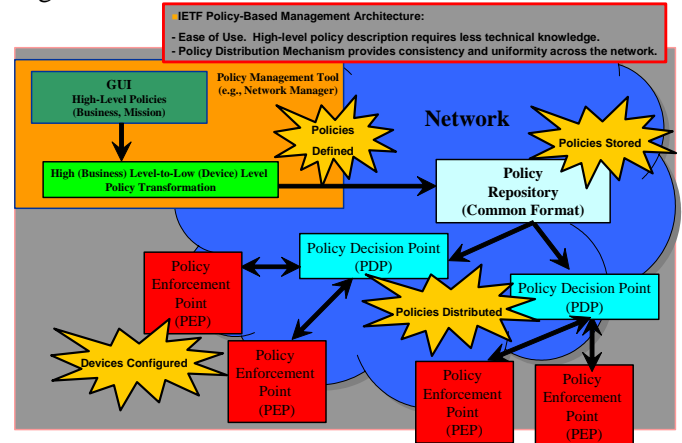 IETF Policy-Based Management Architecture:
- Ease of Use. High-level policy description requires less technical knowledge.
- Policy Distribution Mechanism provides consistency and uniformity across the network.
GUI
High-Level Policies
(Business, Mission)
Policy Management Tool
(e.g., Network Manager)
Policies
Defined
Network
Policies Stored
High (Business) Level-to-Low (Device) Level
Policy Transformation
Policy
Repository
(Common Format)
Policy Decision Point
(PDP)
Policy
Enforcement
Point
(PEP)
Policy Decision Point
(PDP)
Policies Distributed
Devices Configured
Policy
Enforcement
Point
(PEP)
Policy
Enforcement
Point
(PEP)
Policy
Enforcement
Point
(PEP)